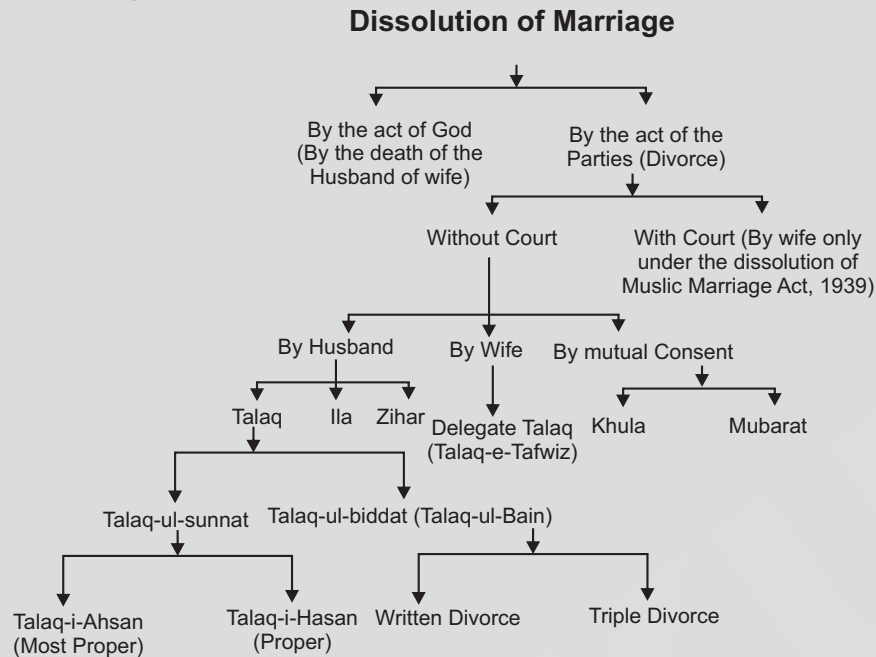 Dissolution of Marriage
By the act of God
(By the death of the
Husband of wife)
By the act of the
Parties (Divorce)
Without Court
With Court (By wife only
under the dissolution of
Muslic Marriage Act, 1939)
By Husband
By Wife
By mutual Consent
Talaq
Ila
Zihar
Delegate Talaq
(Talaq-e-Tafwiz)
Khula
Mubarat
Talaq-ul-sunnat
Talaq-ul-biddat (Talaq-ul-Bain)
Talaq-i-Ahsan
(Most Proper)
Talaq-i-Hasan
(Proper)
Written Divorce
Triple Divorce